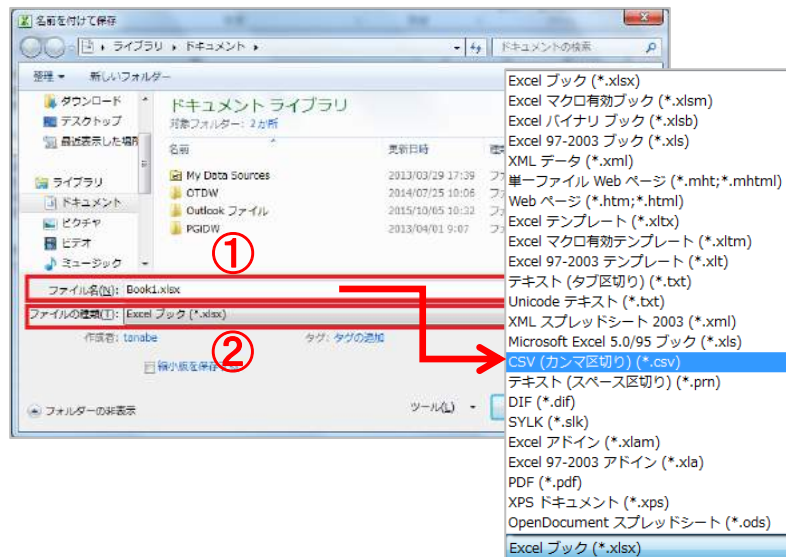 名前を付けて保存
ライブラリ ▸ ドキュメント ▸
ドキュメントの検索
整理 ▼ 新しいフォルダー
ダウンロード
デスクトップ
最近表示した場所
ライブラリ
ドキュメント
ピクチャ
ビデオ
ミュージック
ドキュメント ライブラリ
対象フォルダー: 2か所
名前 更新日時
My Data Sources 2013/03/29 17:39
OTDW 2014/07/25 10:06
Outlook ファイル 2015/10/05 10:32
PGIDW 2013/04/01 9:07
①
ファイル名(N): Book1.xlsx
ファイルの種類(T): Excel ブック (*.xlsx)
②
作成者: tanabe タグ: タグの追加
縮小版を保存
フォルダーの非表示
ツール(L)
Excel ブック (*.xlsx)
Excel マクロ有効ブック (*.xlsm)
Excel バイナリ ブック (*.xlsb)
Excel 97-2003 ブック (*.xls)
XML データ (*.xml)
単一ファイル Web ページ (*.mht;*.mhtml)
Web ページ (*.htm;*.html)
Excel テンプレート (*.xltx)
Excel マクロ有効テンプレート (*.xltm)
Excel 97-2003 テンプレート (*.xlt)
テキスト (タブ区切り) (*.txt)
Unicode テキスト (*.txt)
XML スプレッドシート 2003 (*.xml)
Microsoft Excel 5.0/95 ブック (*.xls)
CSV (カンマ区切り) (*.csv)
テキスト (スペース区切り) (*.prn)
DIF (*.dif)
SYLK (*.slk)
Excel アドイン (*.xlam)
Excel 97-2003 アドイン (*.xla)
PDF (*.pdf)
XPS ドキュメント (*.xps)
OpenDocument スプレッドシート (*.ods)
Excel ブック (*.xlsx)